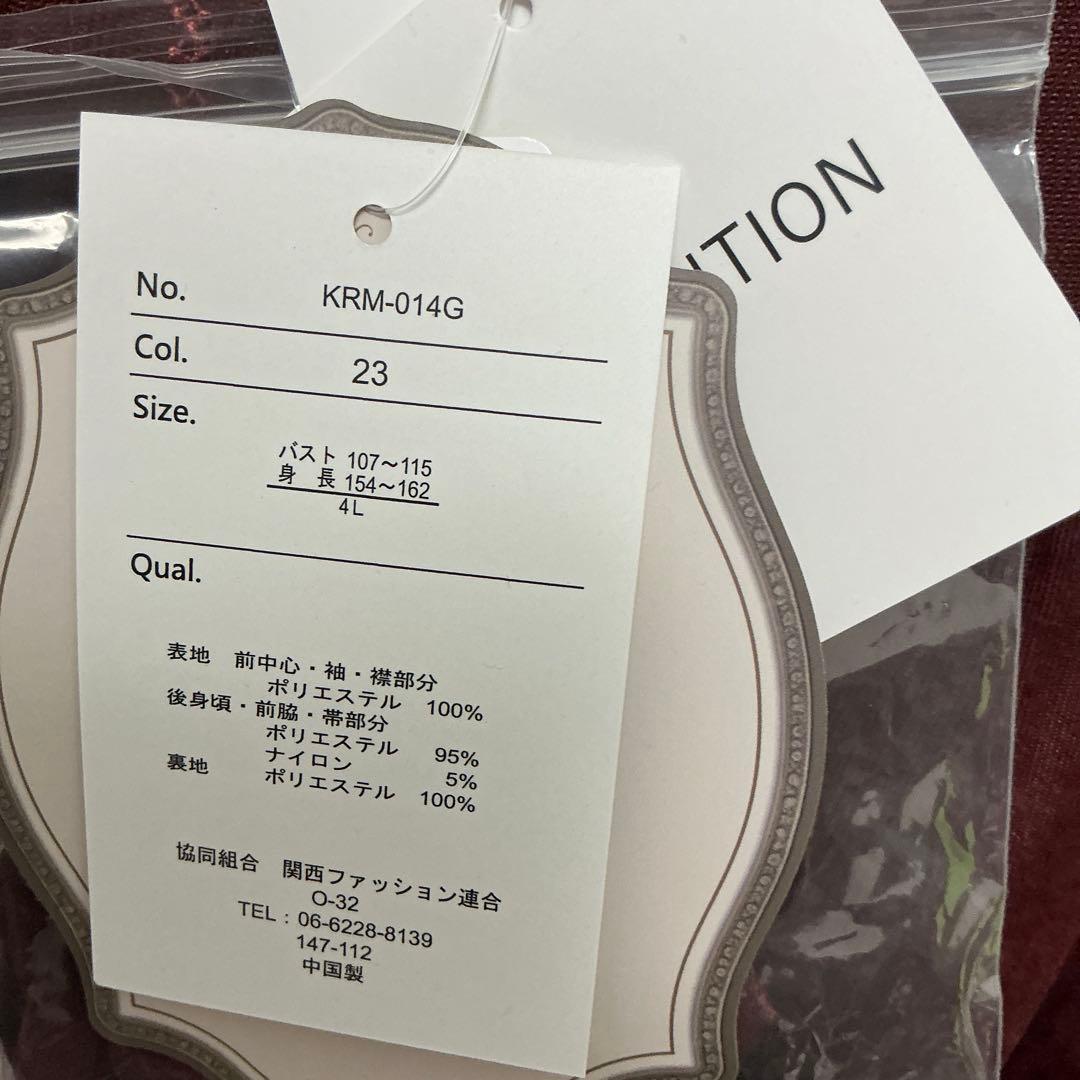 No. KRM-014G
Col. 23
Size.
バスト 107～115
身 長 154～162
4L
Qual.
表地 前中心・袖・襟部分
ポリエステル 100%
後身頃・前脇・帯部分
ポリエステル 95%
ナイロン 5%
裏地 ポリエステル 100%
協同組合 関西ファッション連合
O-32
TEL：06-6228-8139
147-112
中国製